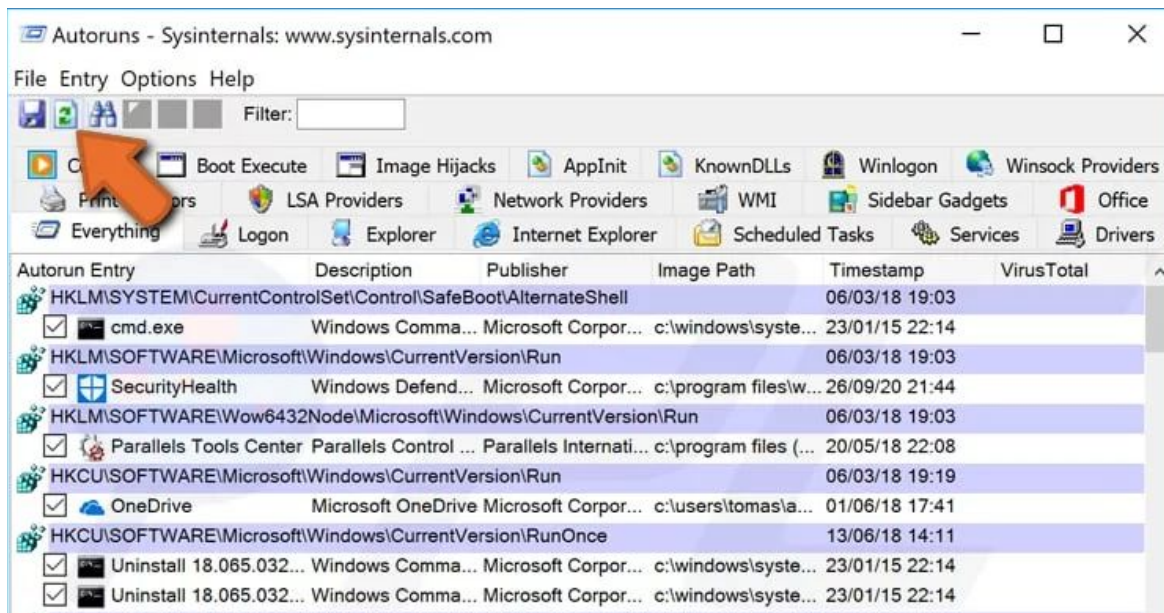 Autoruns - Sysinternals: www.sysinternals.com
File Entry Options Help
Filter:
Boot Execute Image Hijacks AppInit KnownDLLs Winlogon Winsock Providers
LSA Providers Network Providers WMI Sidebar Gadgets Office
Everything Logon Explorer Internet Explorer Scheduled Tasks Services Drivers
Autorun Entry Description Publisher Image Path Timestamp VirusTotal
HKLM\SYSTEM\CurrentControlSet\Control\SafeBoot\AlternateShell 06/03/18 19:03
cmd.exe Windows Comma... Microsoft Corpor... c:\windows\syste... 23/01/15 22:14
HKLM\SOFTWARE\Microsoft\Windows\CurrentVersion\Run 06/03/18 19:03
SecurityHealth Windows Defend... Microsoft Corpor... c:\program files\w... 26/09/20 21:44
HKLM\SOFTWARE\Wow6432Node\Microsoft\Windows\CurrentVersion\Run 06/03/18 19:03
Parallels Tools Center Parallels Control ... Parallels Internati... c:\program files (... 20/05/18 22:08
HKCU\SOFTWARE\Microsoft\Windows\CurrentVersion\Run 06/03/18 19:19
OneDrive Microsoft OneDrive Microsoft Corpor... c:\users\tomas\a... 01/06/18 17:41
HKCU\SOFTWARE\Microsoft\Windows\CurrentVersion\RunOnce 13/06/18 14:11
Uninstall 18.065.032... Windows Comma... Microsoft Corpor... c:\windows\syste... 23/01/15 22:14
Uninstall 18.065.032... Windows Comma... Microsoft Corpor... c:\windows\syste... 23/01/15 22:14